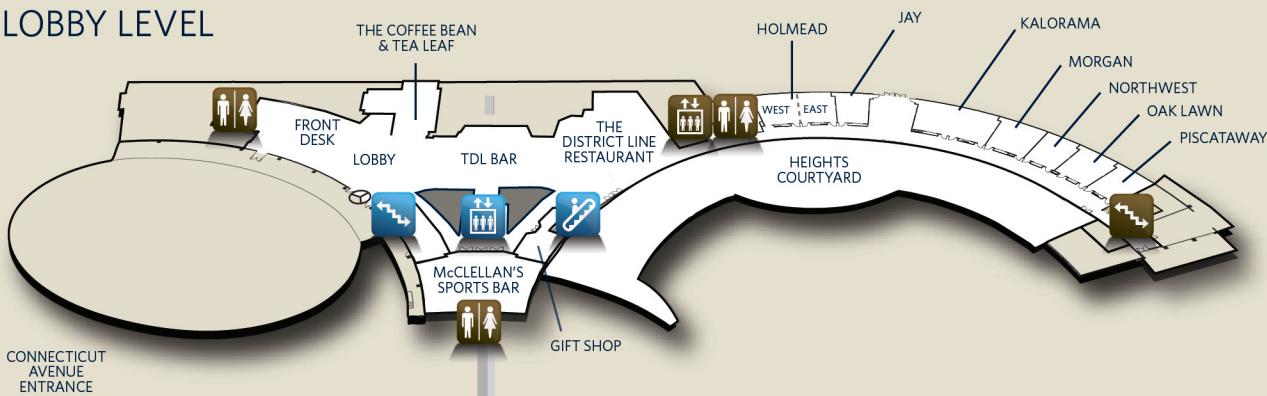 LOBBY LEVEL
THE COFFEE BEAN
& TEA LEAF
HOLMEAD
JAY
KALORAMA
MORGAN
NORTHWEST
OAK LAWN
PISCATAWAY
WEST
EAST
FRONT
DESK
LOBBY
TDL BAR
THE
DISTRICT LINE
RESTAURANT
HEIGHTS
COURTYARD
McCLELLAN'S
SPORTS BAR
GIFT SHOP
CONNECTICUT
AVENUE
ENTRANCE